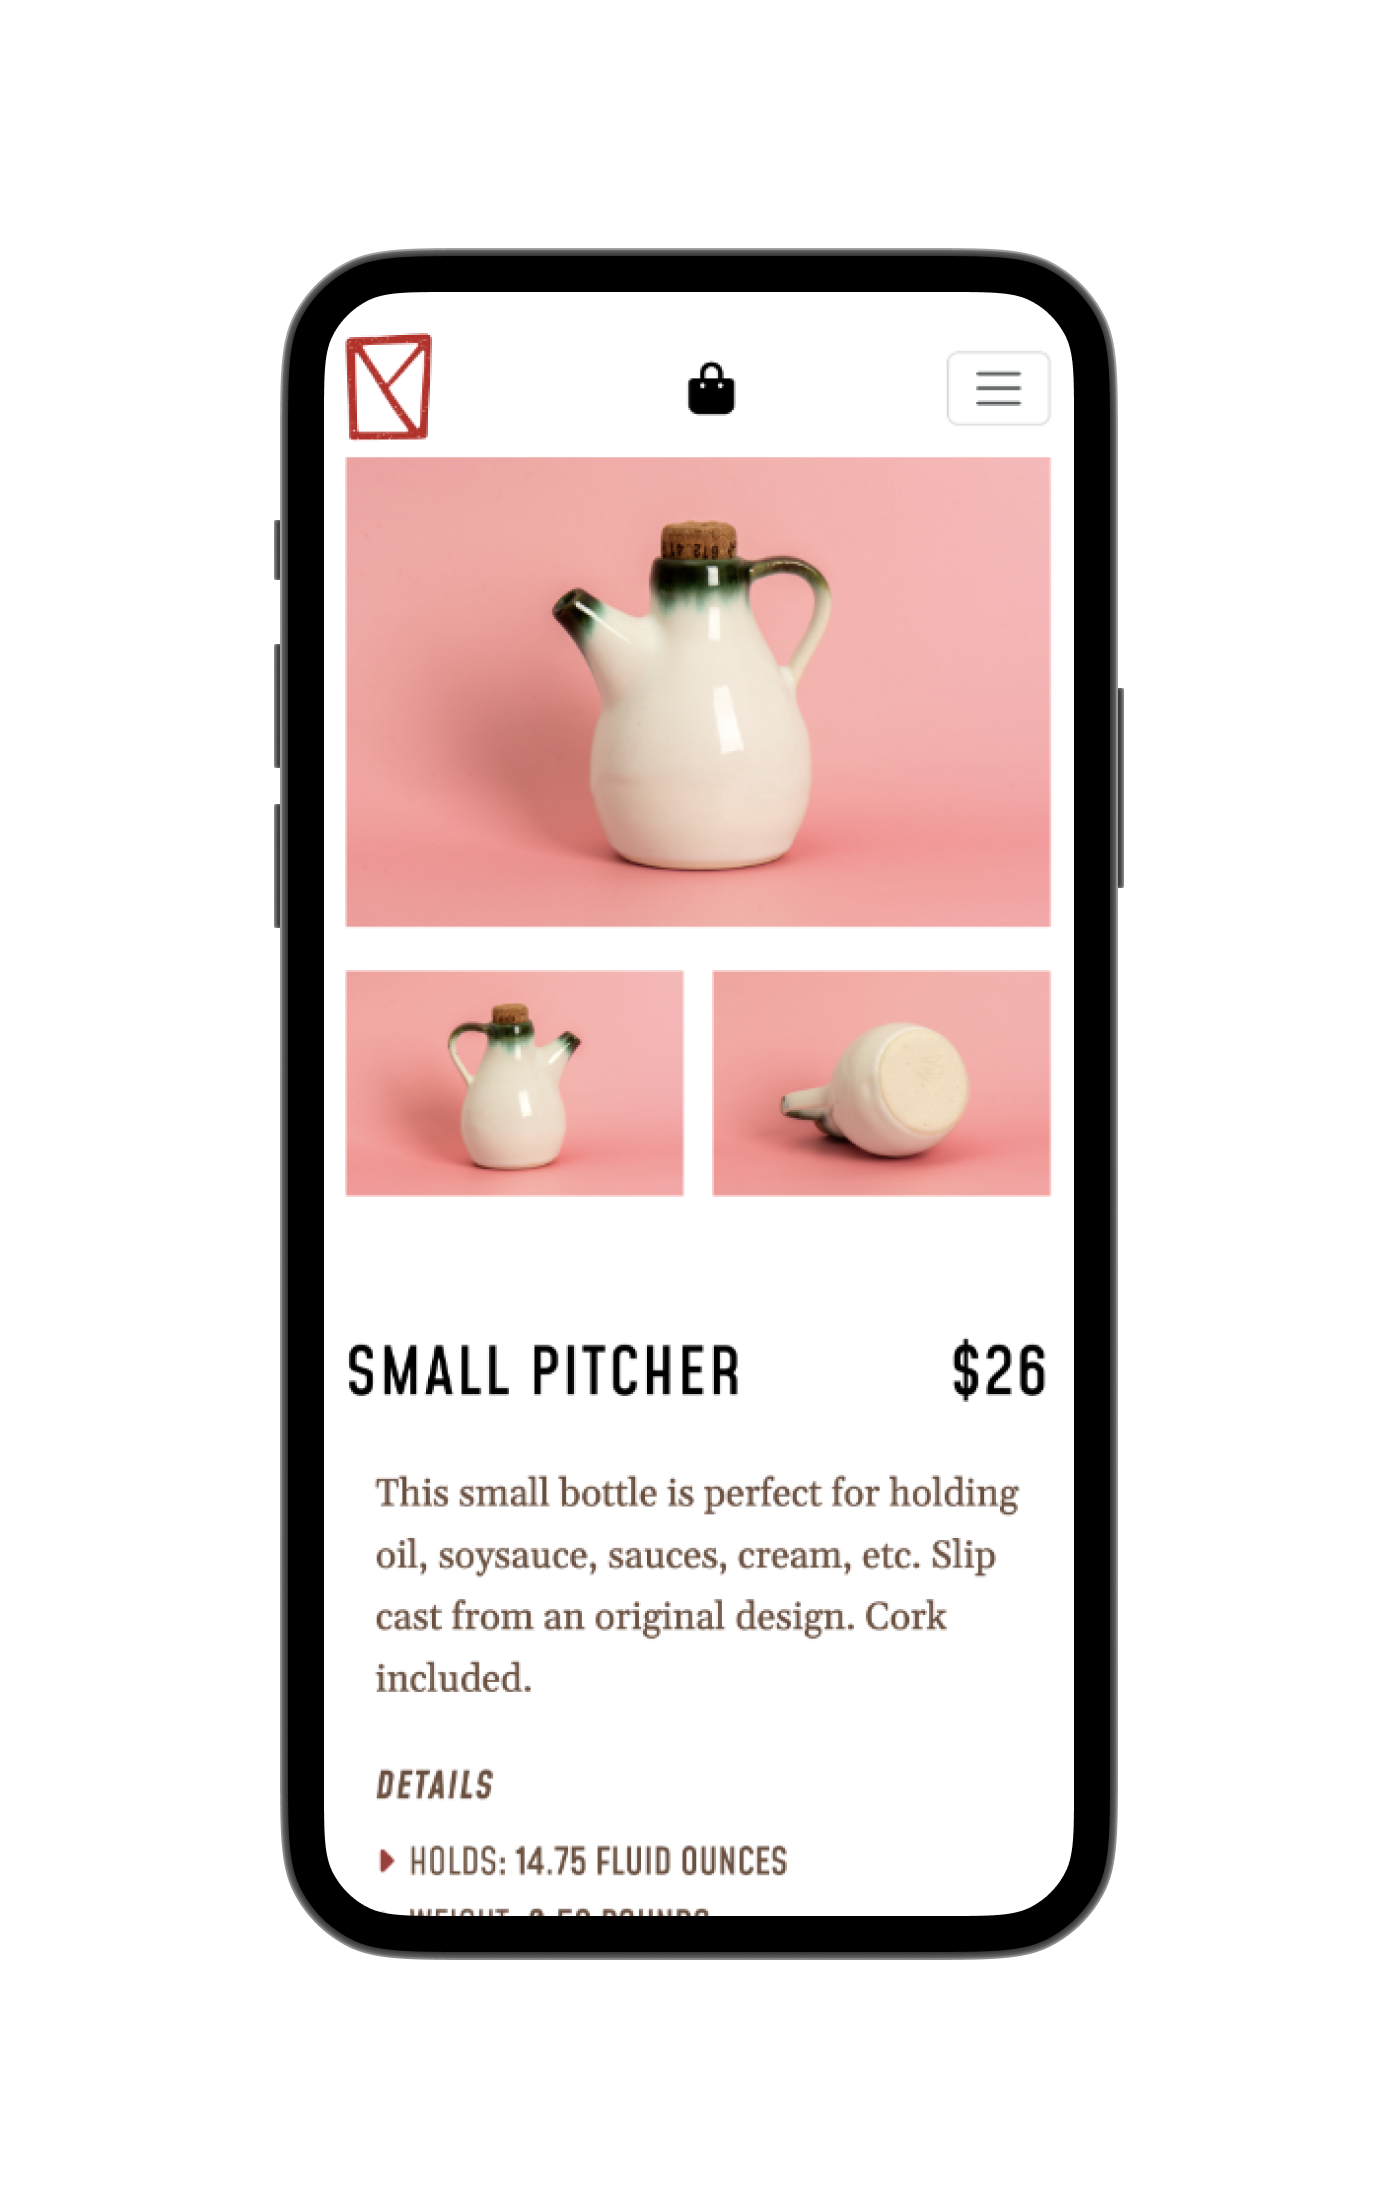 SMALL PITCHER $26
This small bottle is perfect for holding
oil, soysauce, sauces, cream, etc. Slip
cast from an original design. Cork
included.
DETAILS
HOLDS: 14.75 FLUID OUNCES